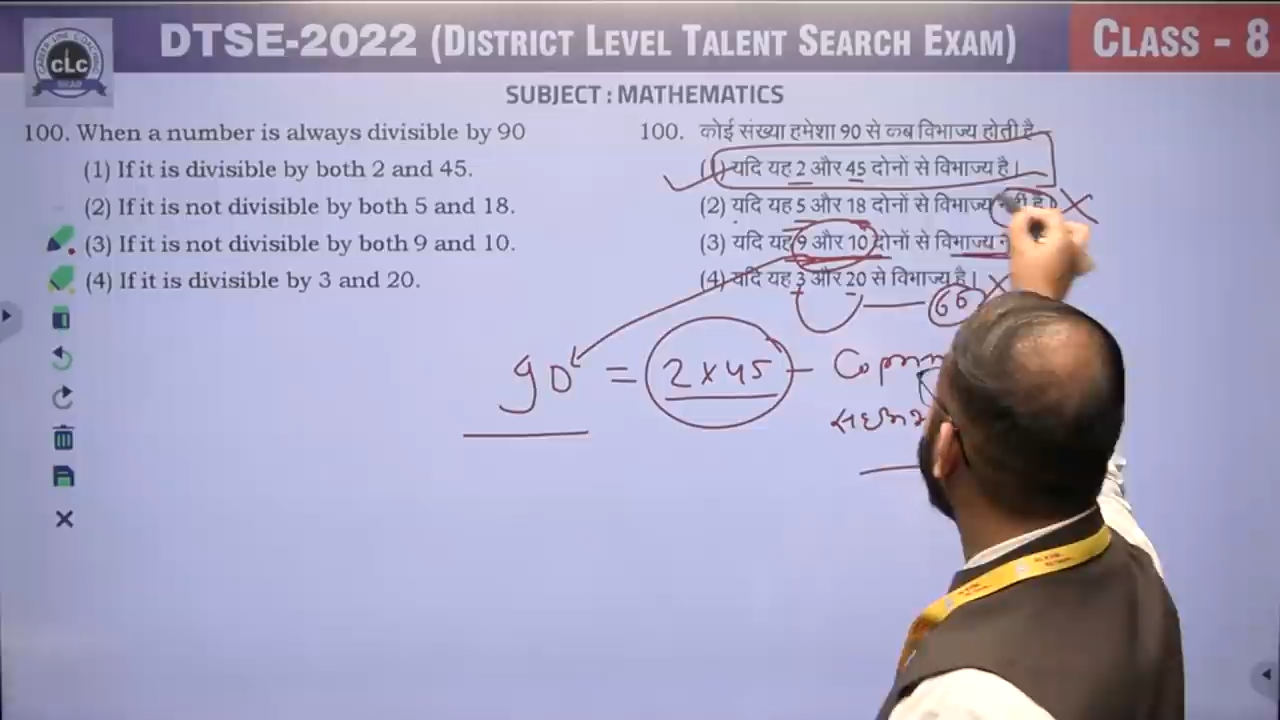 cLc
DTSE-2022 (DISTRICT LEVEL TALENT SEARCH EXAM)
CLASS - 8
SUBJECT : MATHEMATICS
100. When a number is always divisible by 90
(1) If it is divisible by both 2 and 45.
(2) If it is not divisible by both 5 and 18.
(3) If it is not divisible by both 9 and 10.
(4) If it is divisible by 3 and 20.
100. कोई संख्या हमेशा 90 से कब विभाज्य होती है
(1) यदि यह 2 और 45 दोनों से विभाज्य है।
(2) यदि यह 5 और 18 दोनों से विभाज्य
(3) यदि यह 9 और 10 दोनों से विभाज्य
(4) यदि यह 3 और 20 से विभाज्य है।
60
90 = 2 x 45 -